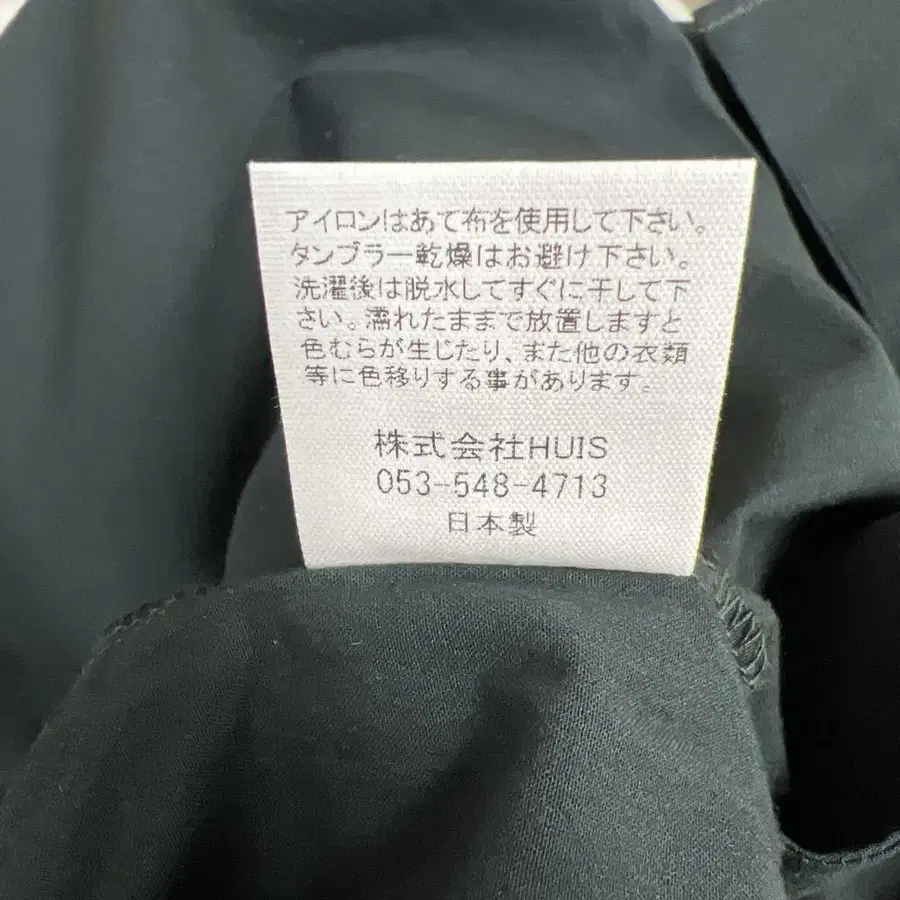 アイロンはあて布を使用して下さい。
タンブラー乾燥はお避け下さい。
洗濯後は脱水してすぐに干して下
さい。濡れたままで放置しますと
色むらが生じたり、また他の衣類
等に色移りする事があります。
株式会社HUIS
053-548-4713
日本製